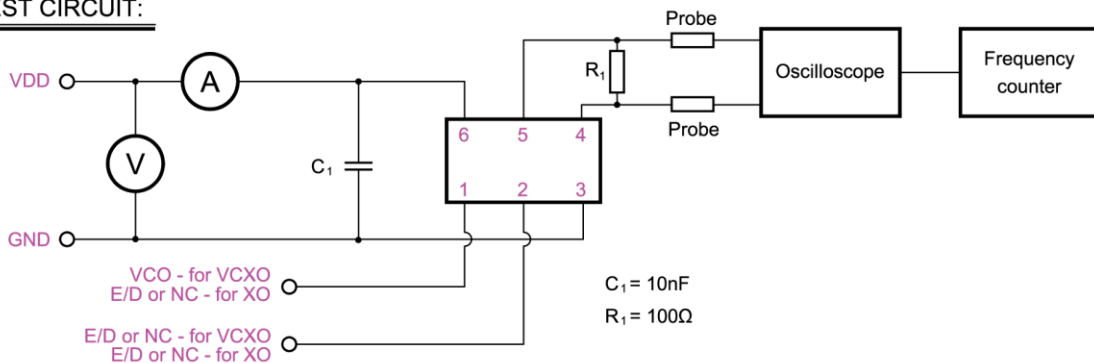 EST CIRCUIT:
Probe
VDD
A
R₁
Oscilloscope
Frequency
counter
Probe
6 5 4
V
C₁
1 2 3
GND
VCO - for VCXO
E/D or NC - for XO
C₁ = 10nF
R₁ = 100Ω
E/D or NC - for VCXO
E/D or NC - for XO